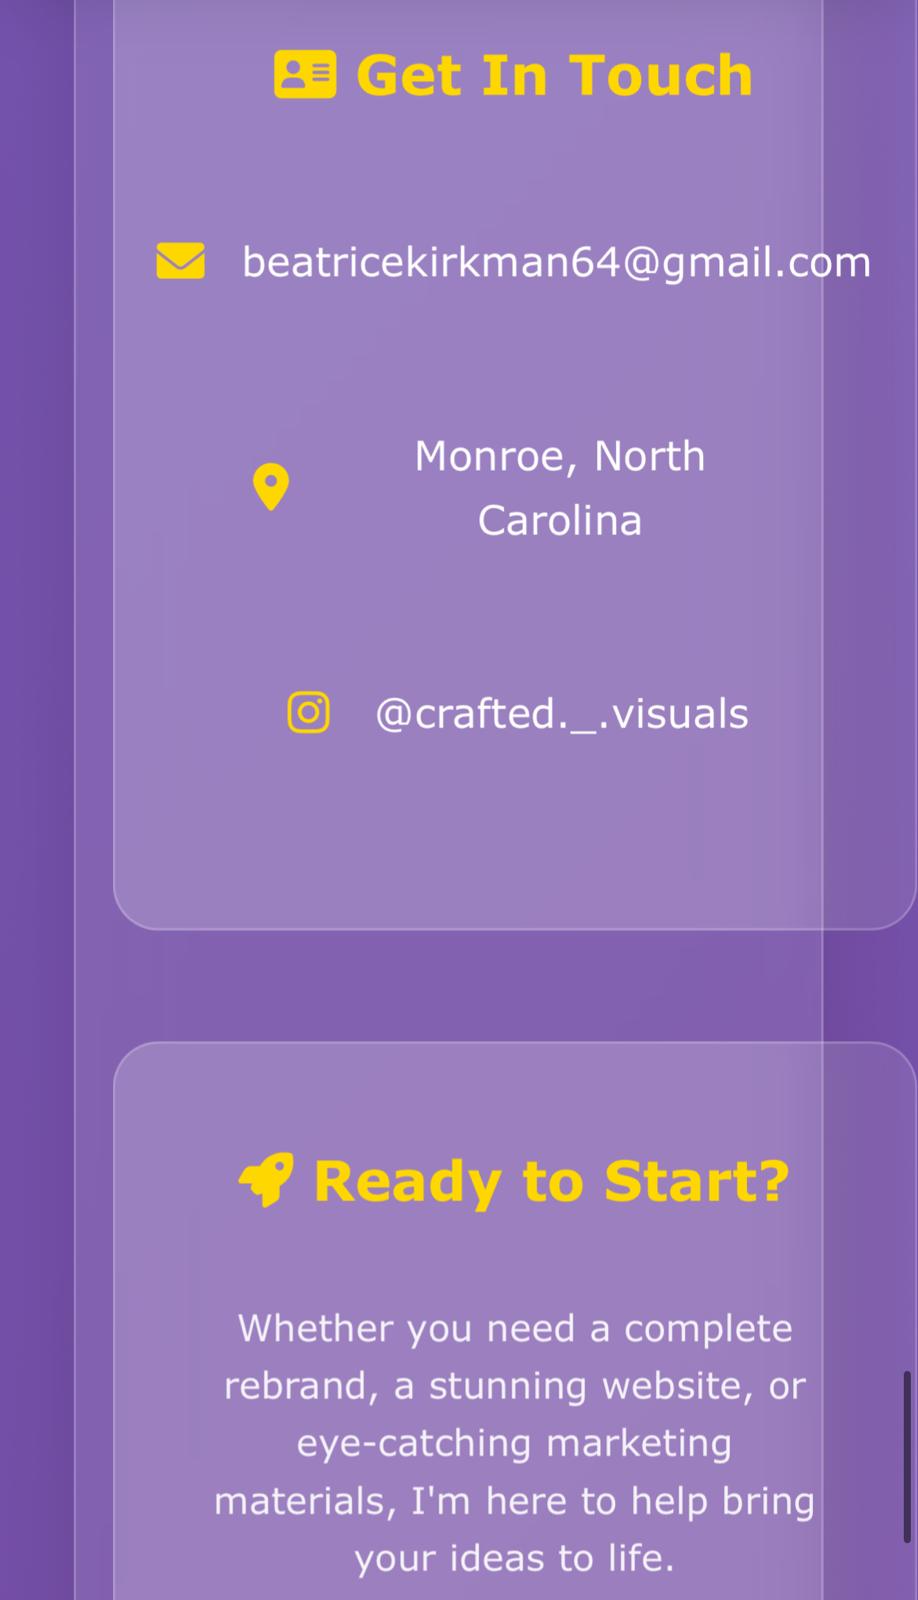 Get In Touch
beatricekirkman64@gmail.com
Monroe, North
Carolina
@crafted._.visuals
Ready to Start?
Whether you need a complete
rebrand, a stunning website, or
eye-catching marketing
materials, I'm here to help bring
your ideas to life.